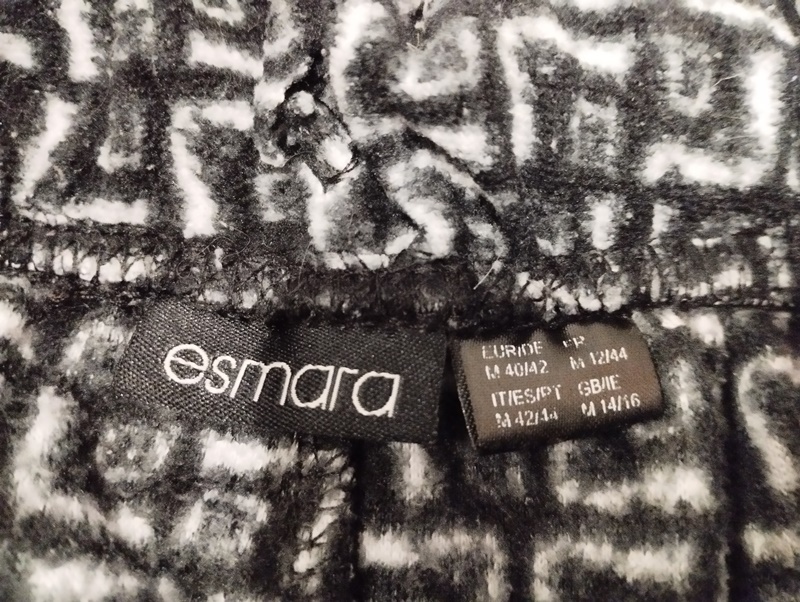 esmara
EUR/DE FR
M 40/42 M 12/44
IT/ES/PT GB/IE
M 42/44 M 14/16